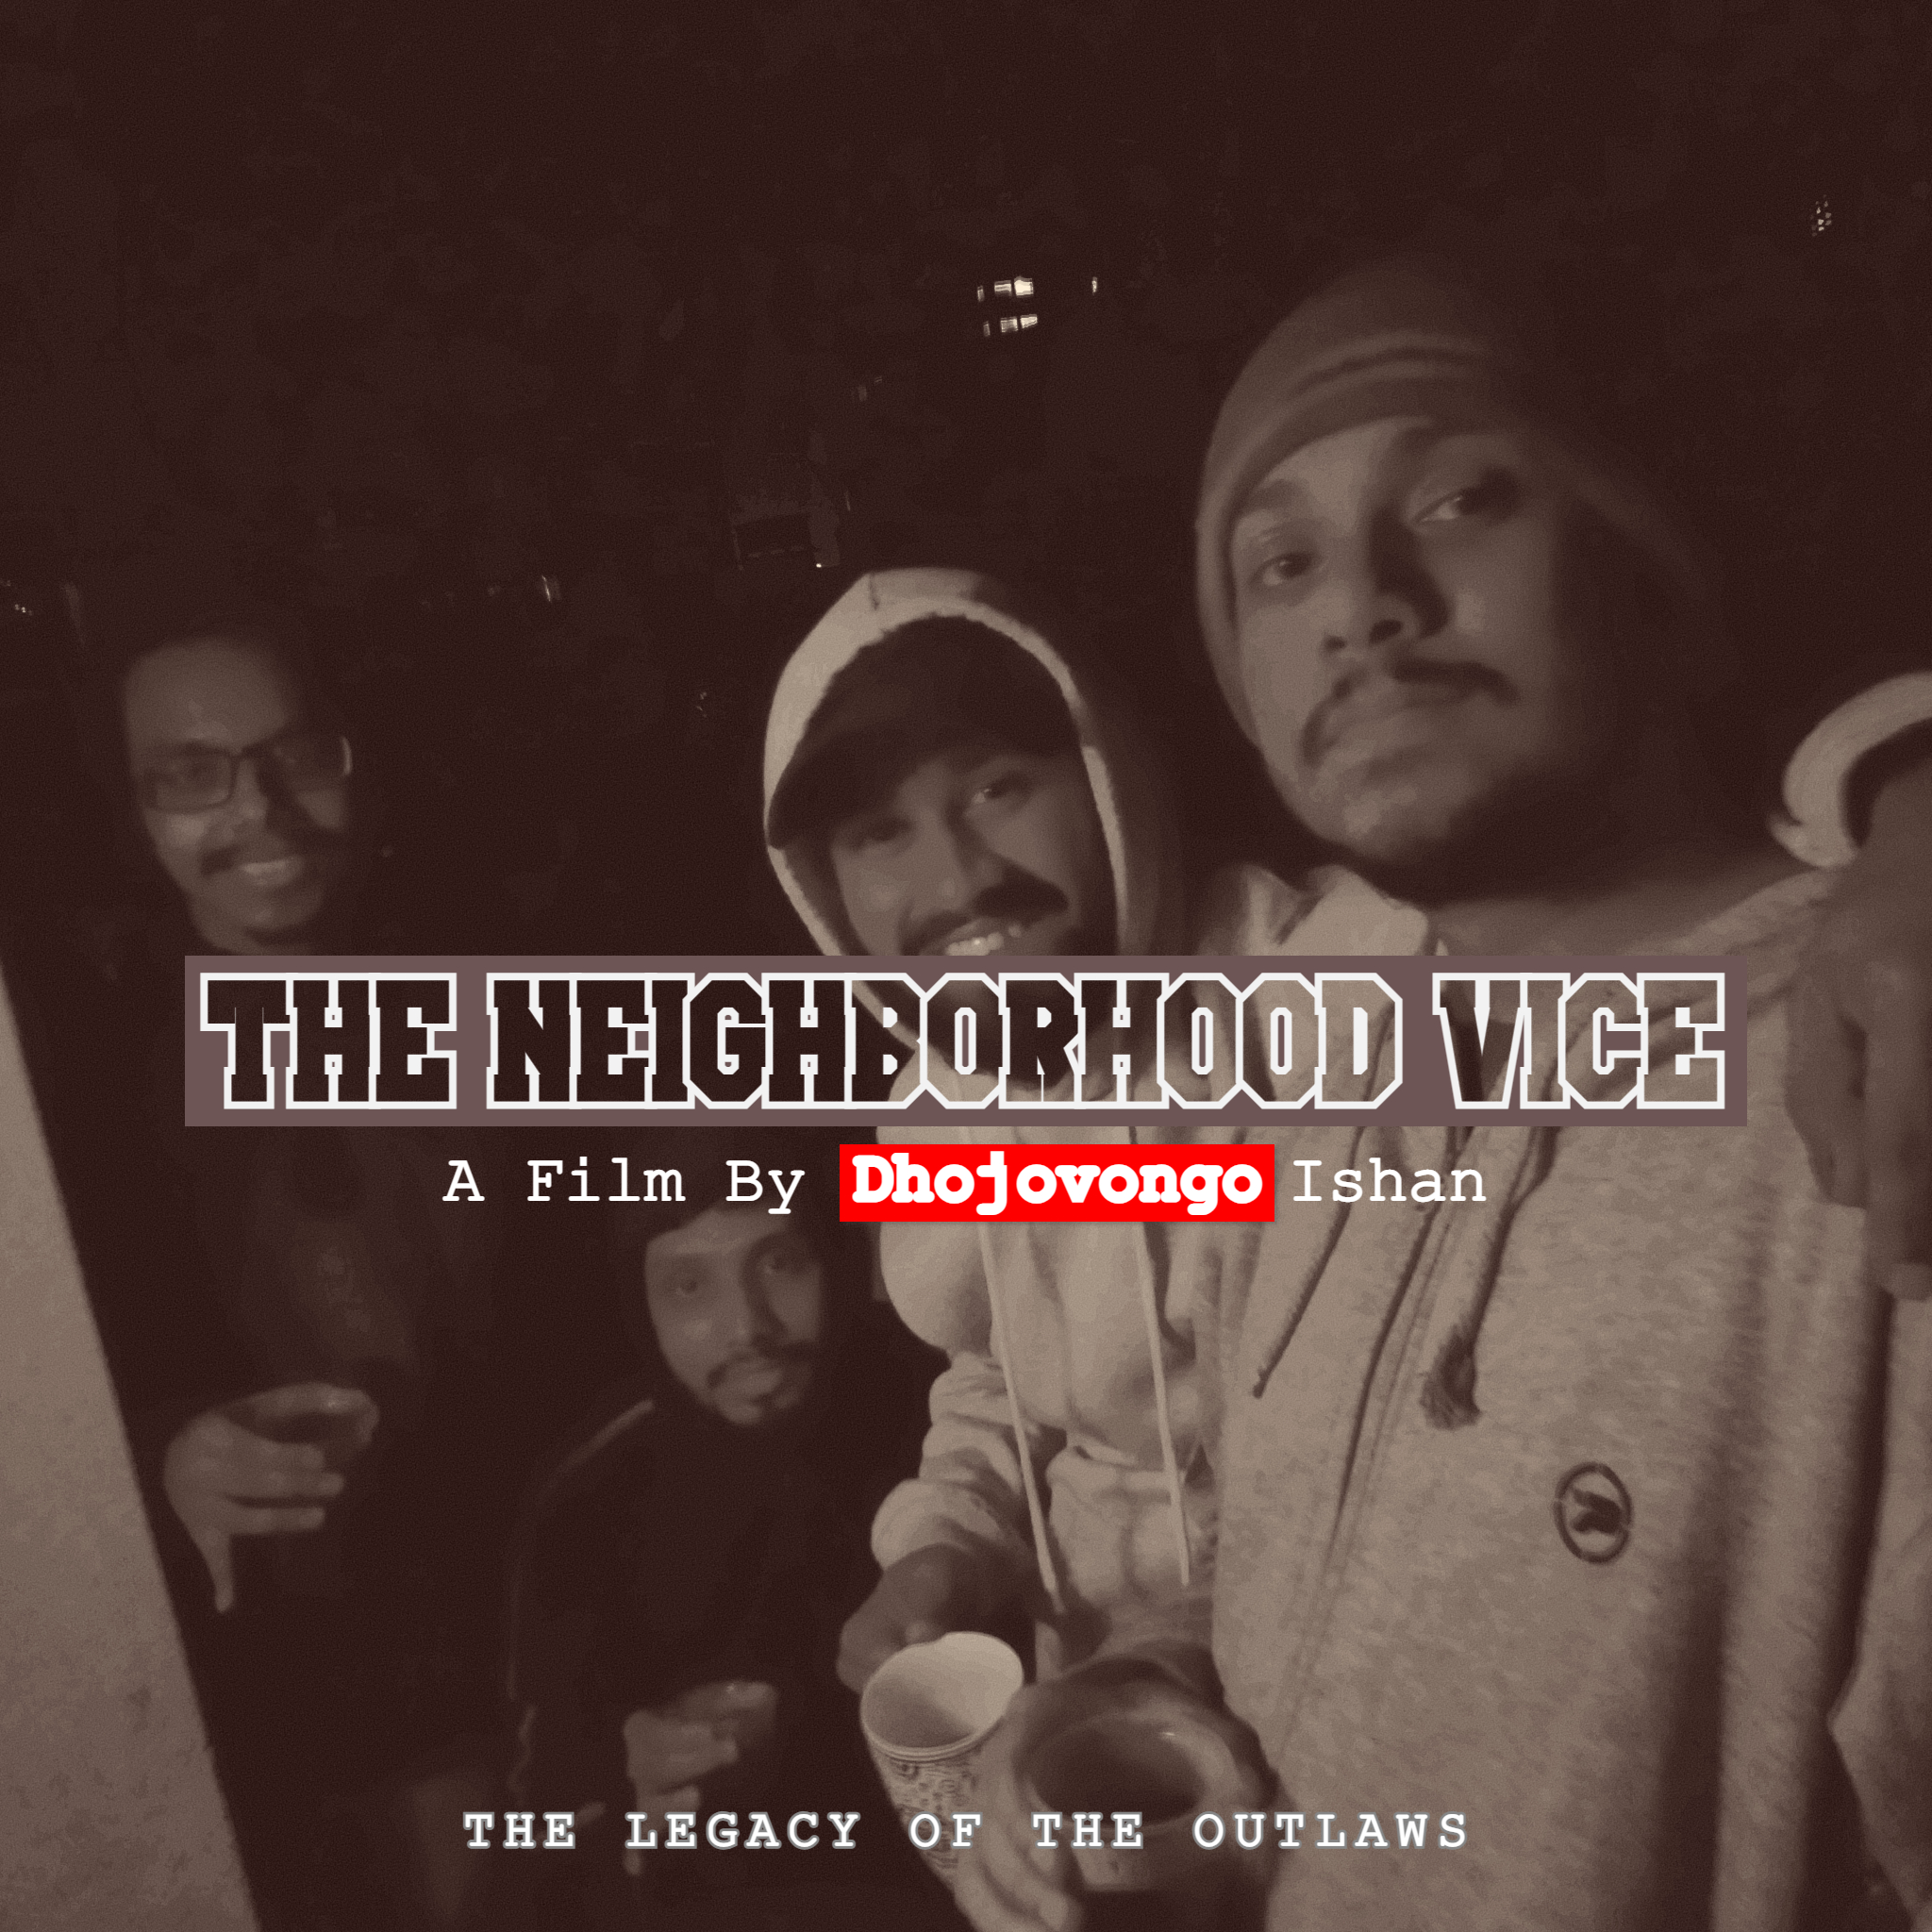 THE NEIGHBORHOOD VICE
A Film By Dhojovongo Ishan
THE LEGACY OF THE OUTLAWS